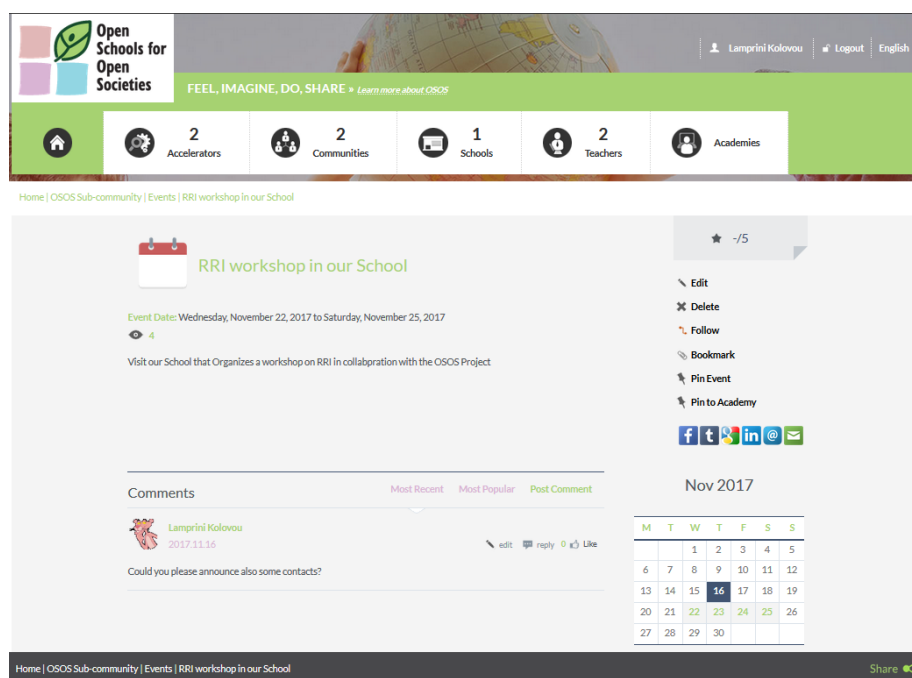 Open
Schools for
Open
Societies
Lamprini Kolovou Logout English
FEEL, IMAGINE, DO, SHARE » Learn more about OSOS
2
Accelerators
2
Communities
1
Schools
2
Teachers
Academies
Home | OSOS Sub-community | Events | RRI workshop in our School
RRI workshop in our School
Event Date: Wednesday, November 22, 2017 to Saturday, November 25, 2017
4
Visit our School that Organizes a workshop on RRI in collabpration with the OSOS Project
-/5
Edit
Delete
Follow
Bookmark
Pin Event
Pin to Academy
f t in @
Comments Most Recent Most Popular Post Comment
Lamprini Kolovou
2017.11.16 edit reply 0 Like
Could you please announce also some contacts?
Nov 2017
M T W T F S S
1 2 3 4 5
6 7 8 9 10 11 12
13 14 15 16 17 18 19
20 21 22 23 24 25 26
27 28 29 30
Home | OSOS Sub-community | Events | RRI workshop in our School Share